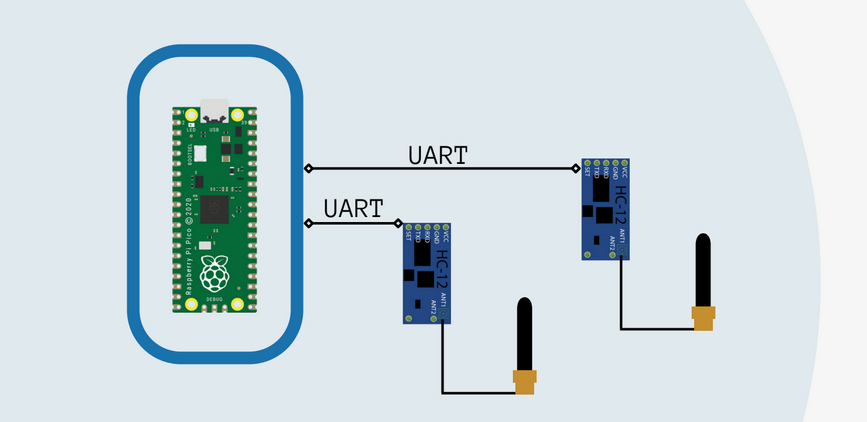 LED
USB
BOOTSEL
Raspberry Pi Pico ©2020
DEBUG
UART
UART
SET
TXD
RXD
GND
VCC
HC-12
ANT1
ANT2
SET
TXD
RXD
GND
VCC
HC-12
ANT1
ANT2